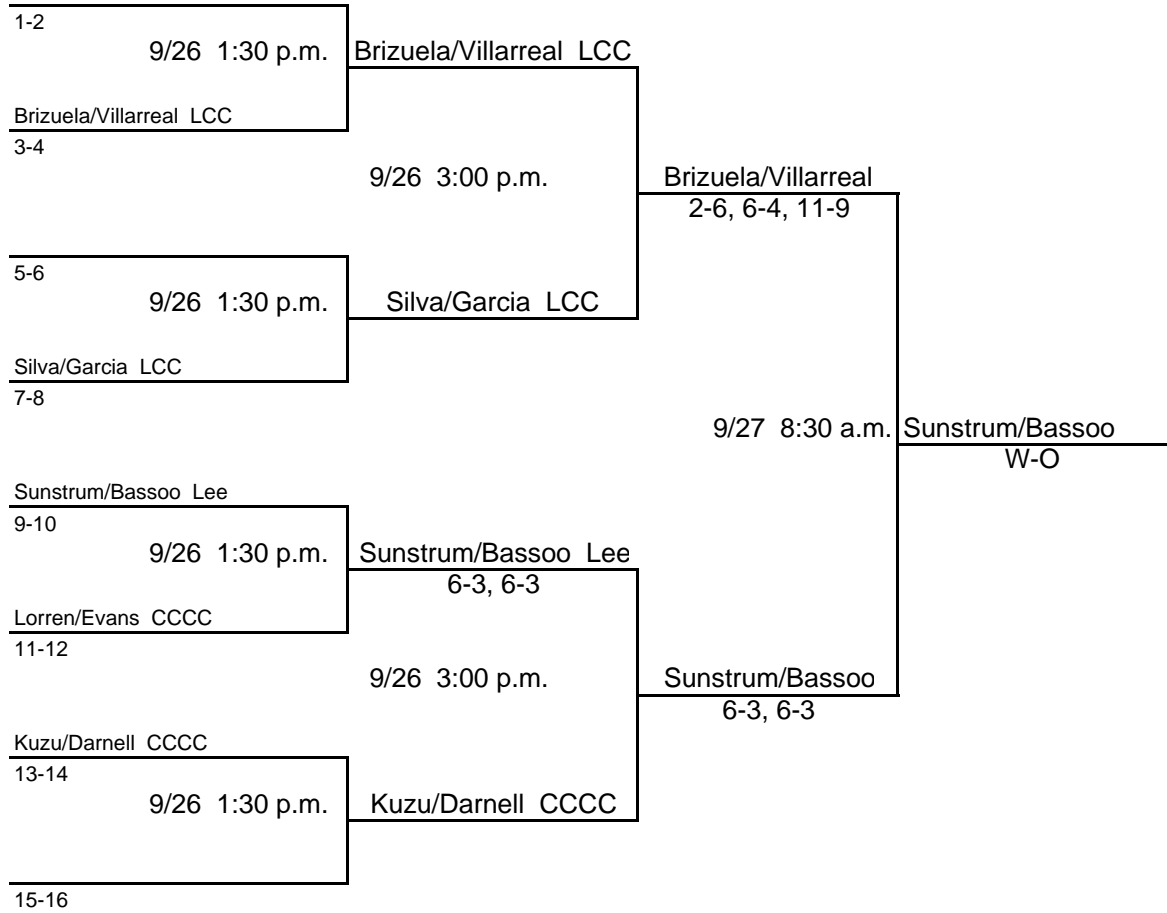 1-2
9/26 1:30 p.m.
Brizuela/Villarreal LCC
Brizuela/Villarreal LCC
3-4
9/26 3:00 p.m.
Brizuela/Villarreal
2-6, 6-4, 11-9
5-6
9/26 1:30 p.m.
Silva/Garcia LCC
Silva/Garcia LCC
7-8
9/27 8:30 a.m.
Sunstrum/Bassoo
W-O
Sunstrum/Bassoo Lee
9-10
9/26 1:30 p.m.
Sunstrum/Bassoo Lee
6-3, 6-3
Lorren/Evans CCCC
11-12
9/26 3:00 p.m.
Sunstrum/Bassoo
6-3, 6-3
Kuzu/Darnell CCCC
13-14
9/26 1:30 p.m.
Kuzu/Darnell CCCC
15-16